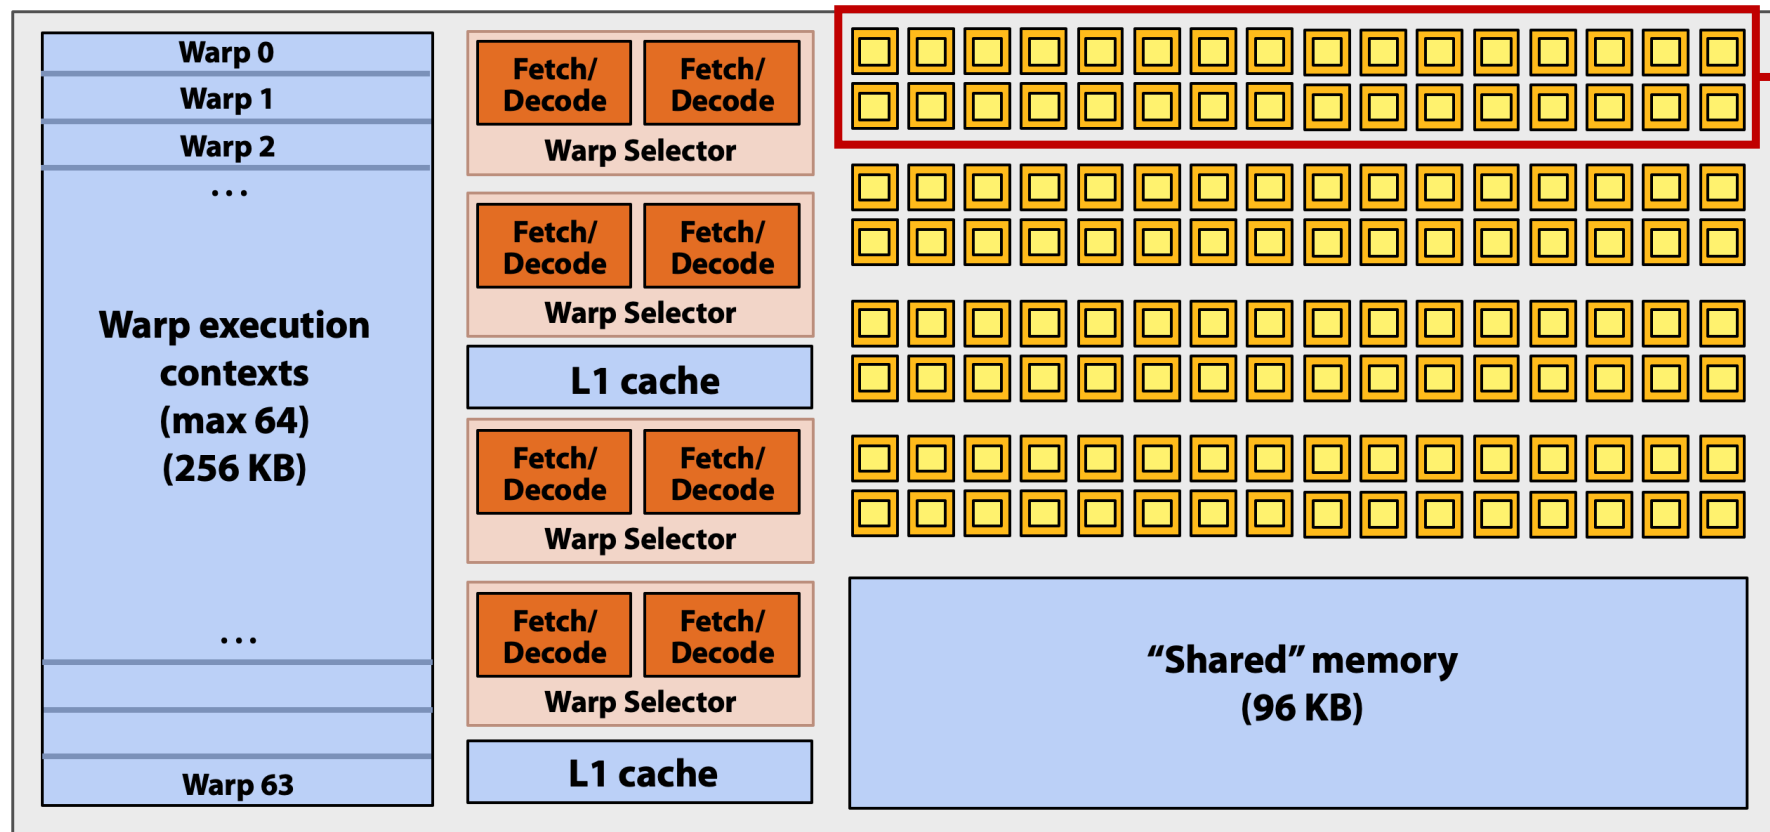 Warp 0
Warp 1
Warp 2
...
Warp execution
contexts
(max 64)
(256 KB)
...
Warp 63
Fetch/
Decode
Fetch/
Decode
Warp Selector
Fetch/
Decode
Fetch/
Decode
Warp Selector
L1 cache
Fetch/
Decode
Fetch/
Decode
Warp Selector
Fetch/
Decode
Fetch/
Decode
Warp Selector
L1 cache
“Shared” memory
(96 KB)